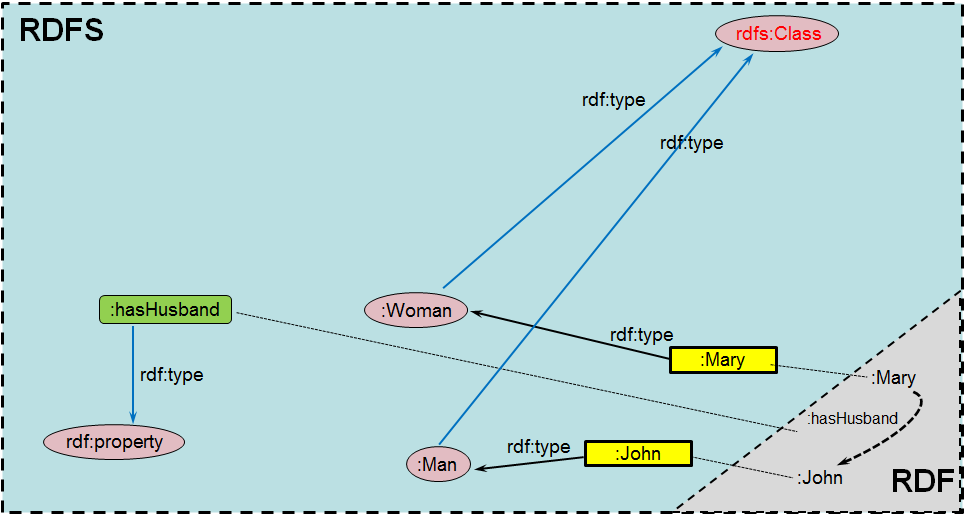 RDFS
rdfs:Class
rdf:type
rdf:type
:hasHusband
:Woman
rdf:type
:Mary
:Mary
rdf:type
:hasHusband
rdf:property
rdf:type
:John
:Man
:John
RDF